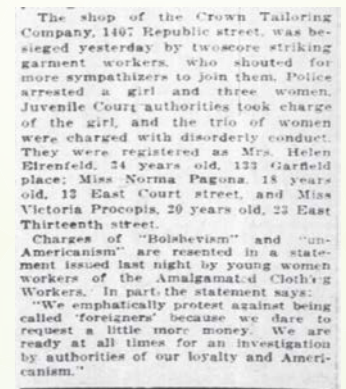 The shop of the Crown Tailoring
Company, 1407 Republic street, was be-
sieged yesterday by twoscore striking
garment workers, who shouted for
more sympathizers to join them. Police
arrested a girl and three women.
Juvenile Court authorities took charge
of the girl, and the trio of women
were charged with disorderly conduct.
They were registered as Mrs. Helen
Eirenfeld, 34 years old, 133 Garfield
place; Miss Norma Pagona, 18 years
old, 13 East Court street, and Miss
Victoria Procopis, 20 years old, 23 East
Thirteenth street.
Charges of "Bolshevism" and "un-
Americanism" are resented in a state-
ment issued last night by young women
workers of the Amalgamated Clothing
Workers. In part the statement says:
"We emphatically protest against being
called 'foreigners' because we dare to
request a little more money. We are
ready at all times for an investigation
by authorities of our loyalty and Ameri-
canism."